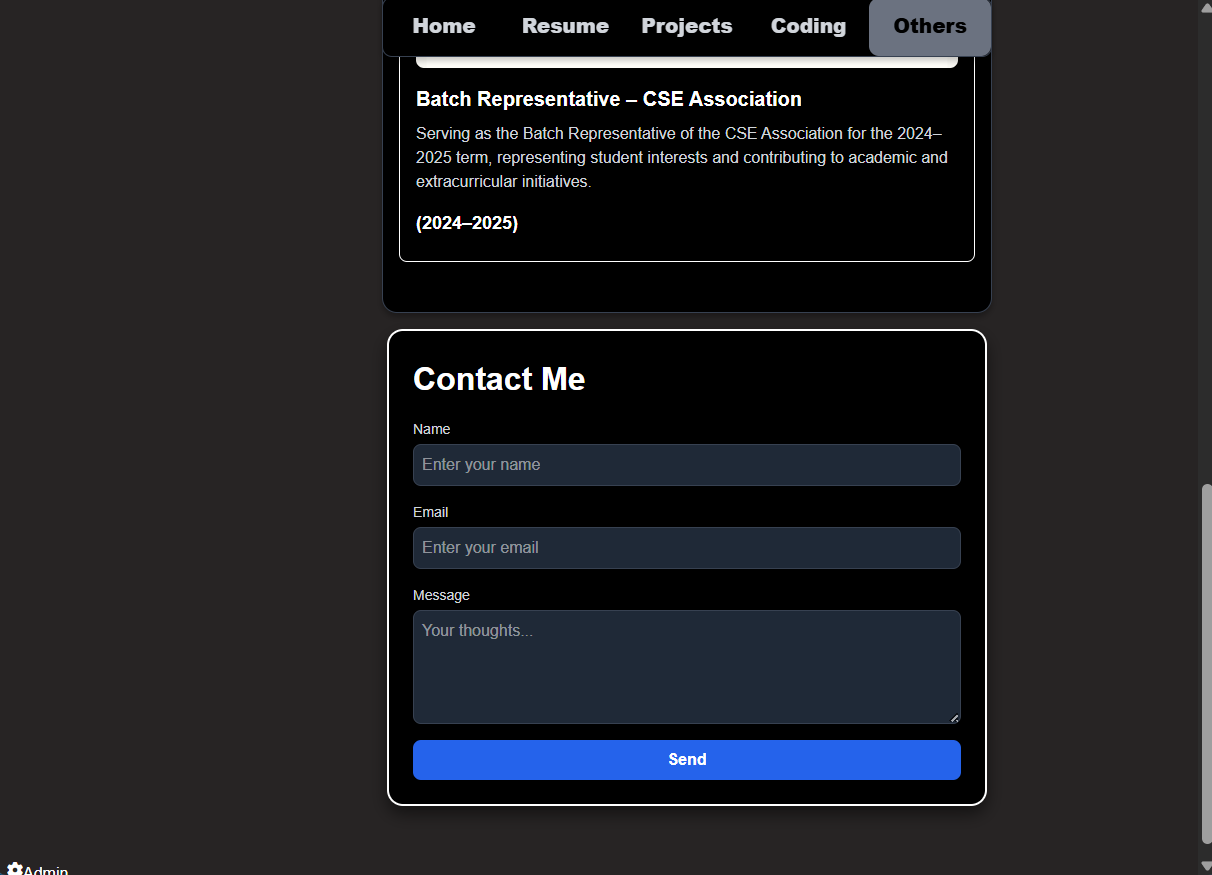 Home Resume Projects Coding Others
Batch Representative – CSE Association
Serving as the Batch Representative of the CSE Association for the 2024–
2025 term, representing student interests and contributing to academic and
extracurricular initiatives.
(2024–2025)
Contact Me
Name
Enter your name
Email
Enter your email
Message
Your thoughts...
Send
Admin